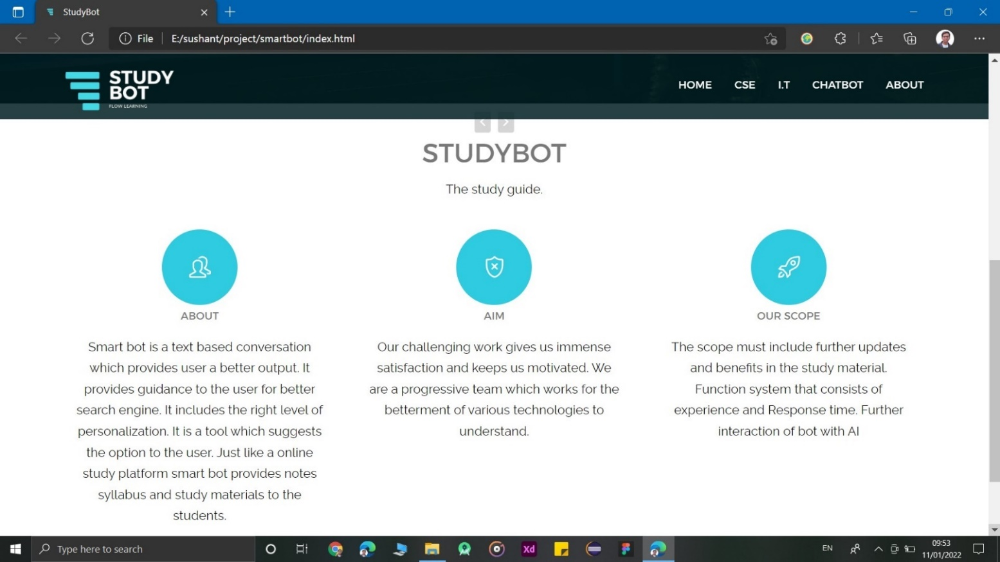 StudyBot
File
E:/sushant/project/smartbot/index.html
STUDY
BOT
FLOW LEARNING
HOME
CSE
I.T
CHATBOT
ABOUT
STUDYBOT
The study guide.
ABOUT
Smart bot is a text based conversation
which provides user a better output. It
provides guidance to the user for better
search engine. It includes the right level of
personalization. It is a tool which suggests
the option to the user. Just like a online
study platform smart bot provides notes
syllabus and study materials to the
students.
AIM
Our challenging work gives us immense
satisfaction and keeps us motivated. We
are a progressive team which works for the
betterment of various technologies to
understand.
OUR SCOPE
The scope must include further updates
and benefits in the study material.
Function system that consists of
experience and Response time. Further
interaction of bot with AI
Type here to search
Xd
EN
09:53
11/01/2022